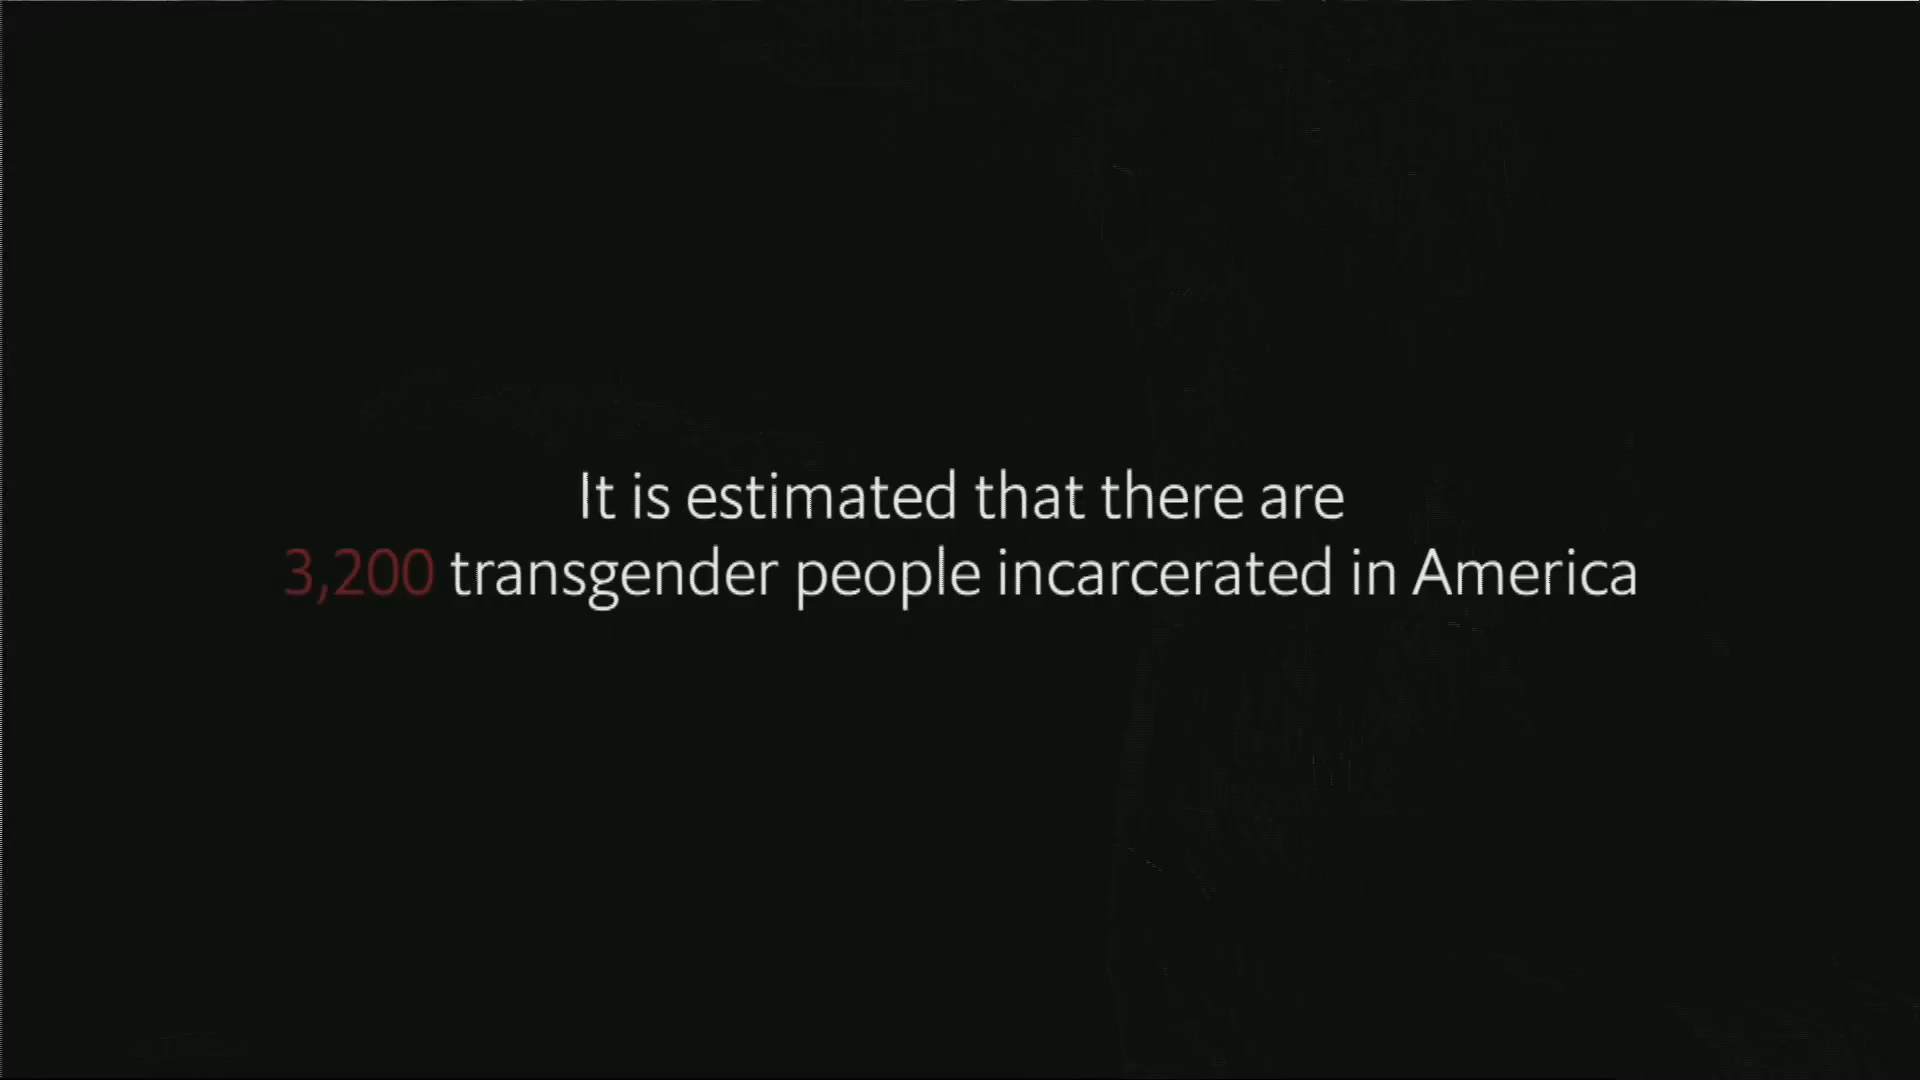 It is estimated that there are
3,200 transgender people incarcerated in America